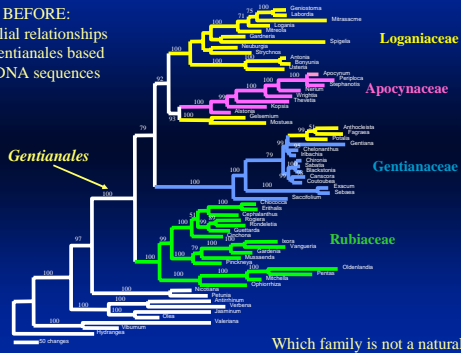 BEFORE:
lial relationships
entianales based
DNA sequences
Gentianales
Loganiaceae
Apocynaceae
Gentianaceae
Rubiaceae
Geniostoma
Labordia
Mitrasacme
Logania
Mitreola
Gardneria
Spigelia
Neuburgia
Strychnos
Antonia
Bonyunia
Usteria
Apocynum
Periploca
Stephanotis
Nerium
Wrightia
Thevetia
Kopsia
Alstonia
Gelsemium
Mostuea
Anthocleista
Fagraea
Potalia
Gentiana
Chelonanthus
Irlbachia
Chironia
Sabatia
Blackstonia
Canscora
Coutoubea
Exacum
Sebaea
Saccifolium
Chiococcus
Erithalis
Cephalanthus
Rogiera
Rondeletia
Guettarda
Cinchona
Ixora
Vangueria
Gardenia
Mussaenda
Pinckneya
Oldenlandia
Pentas
Mitchella
Ophiorrhiza
Nicotiana
Petunia
Antirrhinum
Verbena
Jasminum
Olea
Valeriana
Viburnum
Hydrangea
50 changes
Which family is not a natural